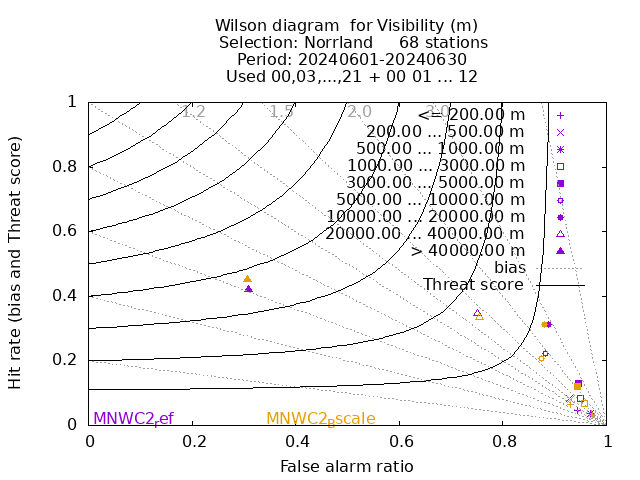 Wilson diagram  for Visibility (m)
Selection: Norrland     68 stations
Period: 20240601-20240630
Used 00,03,...,21 + 00 01 ... 12
Hit rate (bias and Threat score)
1
0.8
0.6
0.4
0.2
0
1.2
1.5
2.0
3.0
<= 200.00 m
200.00 ... 500.00 m
500.00 ... 1000.00 m
1000.00 ... 3000.00 m
3000.00 ... 5000.00 m
5000.00 ... 10000.00 m
10000.00 ... 20000.00 m
20000.00 ... 40000.00 m
> 40000.00 m
bias
Threat score
MNWC2ref
MNWC2Bscale
0
0.2
0.4
0.6
0.8
1
False alarm ratio